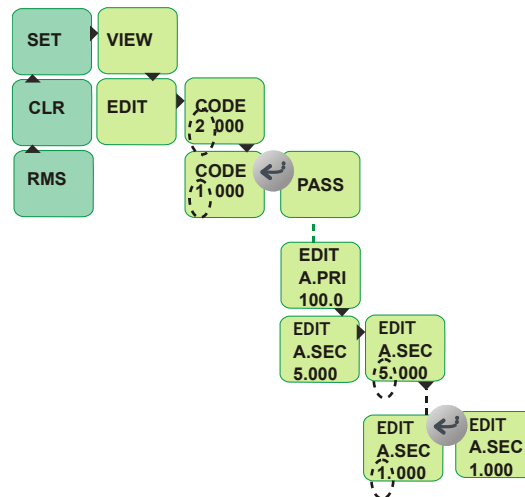 SET
VIEW
CLR
EDIT
CODE
2 000
RMS
CODE
1 000
PASS
EDIT
A.PRI
100.0
EDIT
A.SEC
5.000
EDIT
A.SEC
5.000
EDIT
A.SEC
1.000
EDIT
A.SEC
1.000